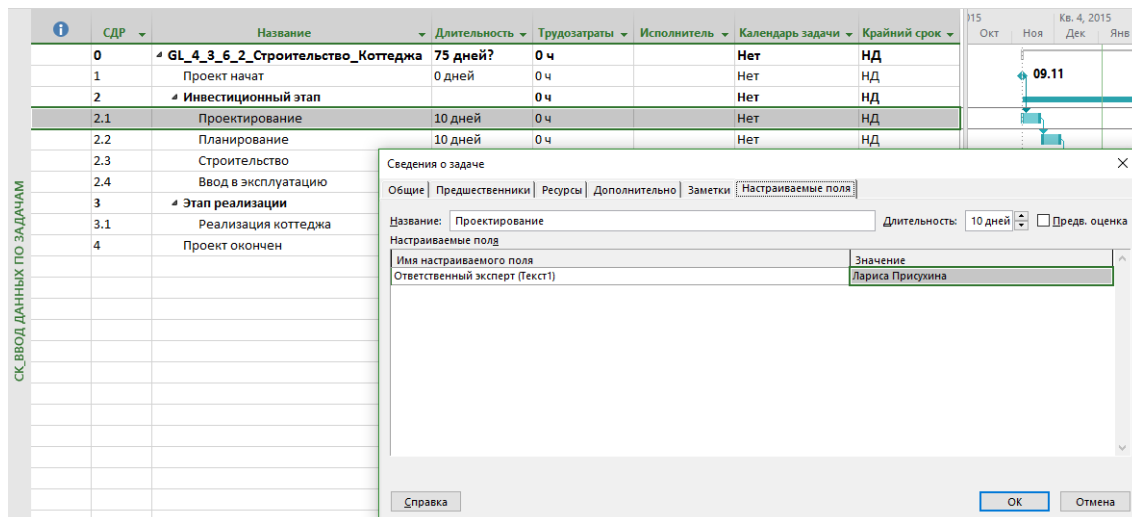 015 Кв. 4, 2015
СДР Название Длительность Трудозатраты Исполнитель Календарь задачи Крайний срок Окт Ноя Дек Янв
0 GL_4_3_6_2_Строительство_Коттеджа 75 дней? 0 ч Нет НД
1 Проект начат 0 дней 0 ч Нет НД 09.11
2 Инвестиционный этап 0 ч Нет НД
2.1 Проектирование 10 дней 0 ч Нет НД
2.2 Планирование 10 дней 0 ч Нет НД
2.3 Строительство
2.4 Ввод в эксплуатацию
3 Этап реализации
3.1 Реализация коттеджа
4 Проект окончен
СК_ВВОД ДАННЫХ ПО ЗАДАЧАМ
Сведения о задаче
Общие Предшественники Ресурсы Дополнительно Заметки Настраиваемые поля
Название: Проектирование Длительность: 10 дней Предв. оценка
Настраиваемые поля
Имя настраиваемого поля Значение
Ответственный эксперт (Текст1) Лариса Присухина
Справка ОК Отмена